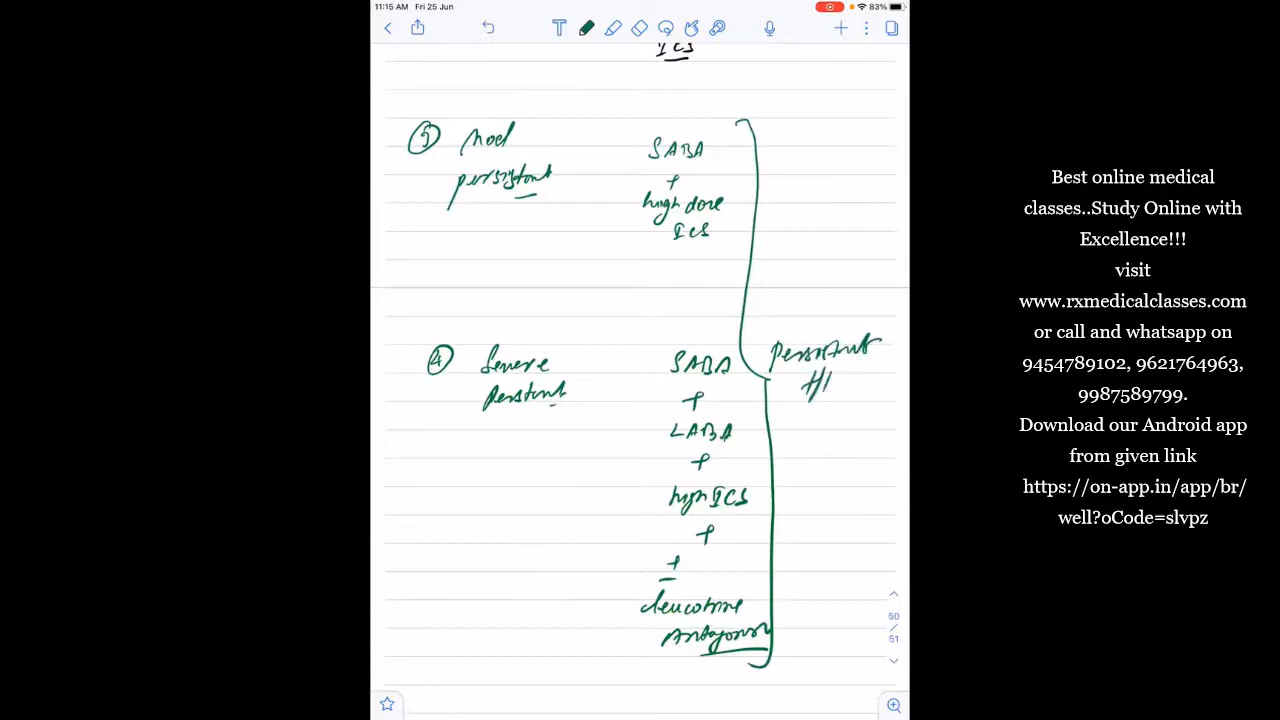 11:15 AM Fri 25 Jun
83%
ICS
③ Mod
persistent
SABA
+
high dose
ICS
④ Severe
Perstent
SABA
+
LABA
+
high ICS
+
+
leucotrine
Antagonist
Persistent
50
/
51
Best online medical
classes..Study Online with
Excellence!!!
visit
www.rxmedicalclasses.com
or call and whatsapp on
9454789102, 9621764963,
9987589799.
Download our Android app
from given link
https://on-app.in/app/br/
well?oCode=slvpz